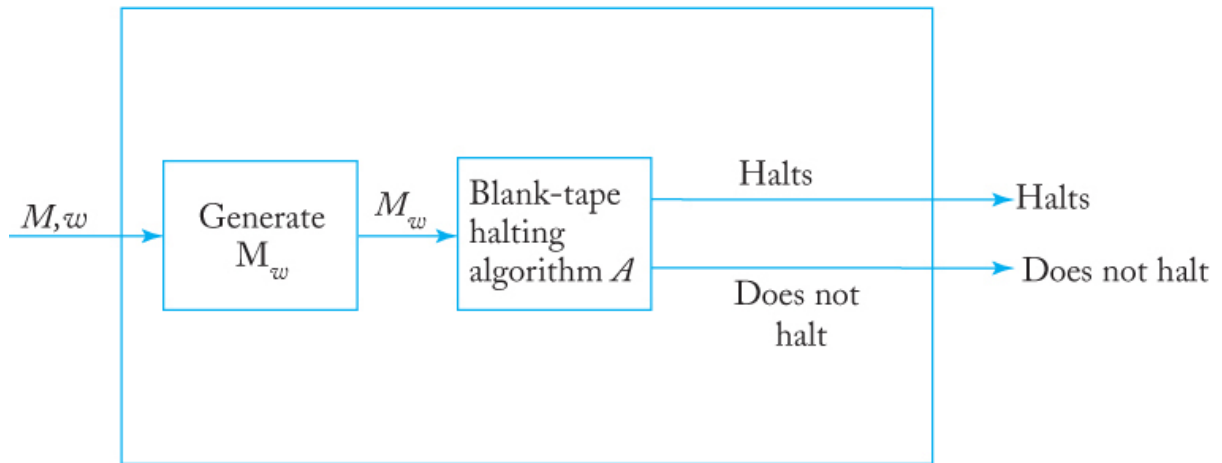 M,w
Generate
M_w
M_w
Blank-tape
halting
algorithm A
Halts
Does not
halt
Halts
Does not halt